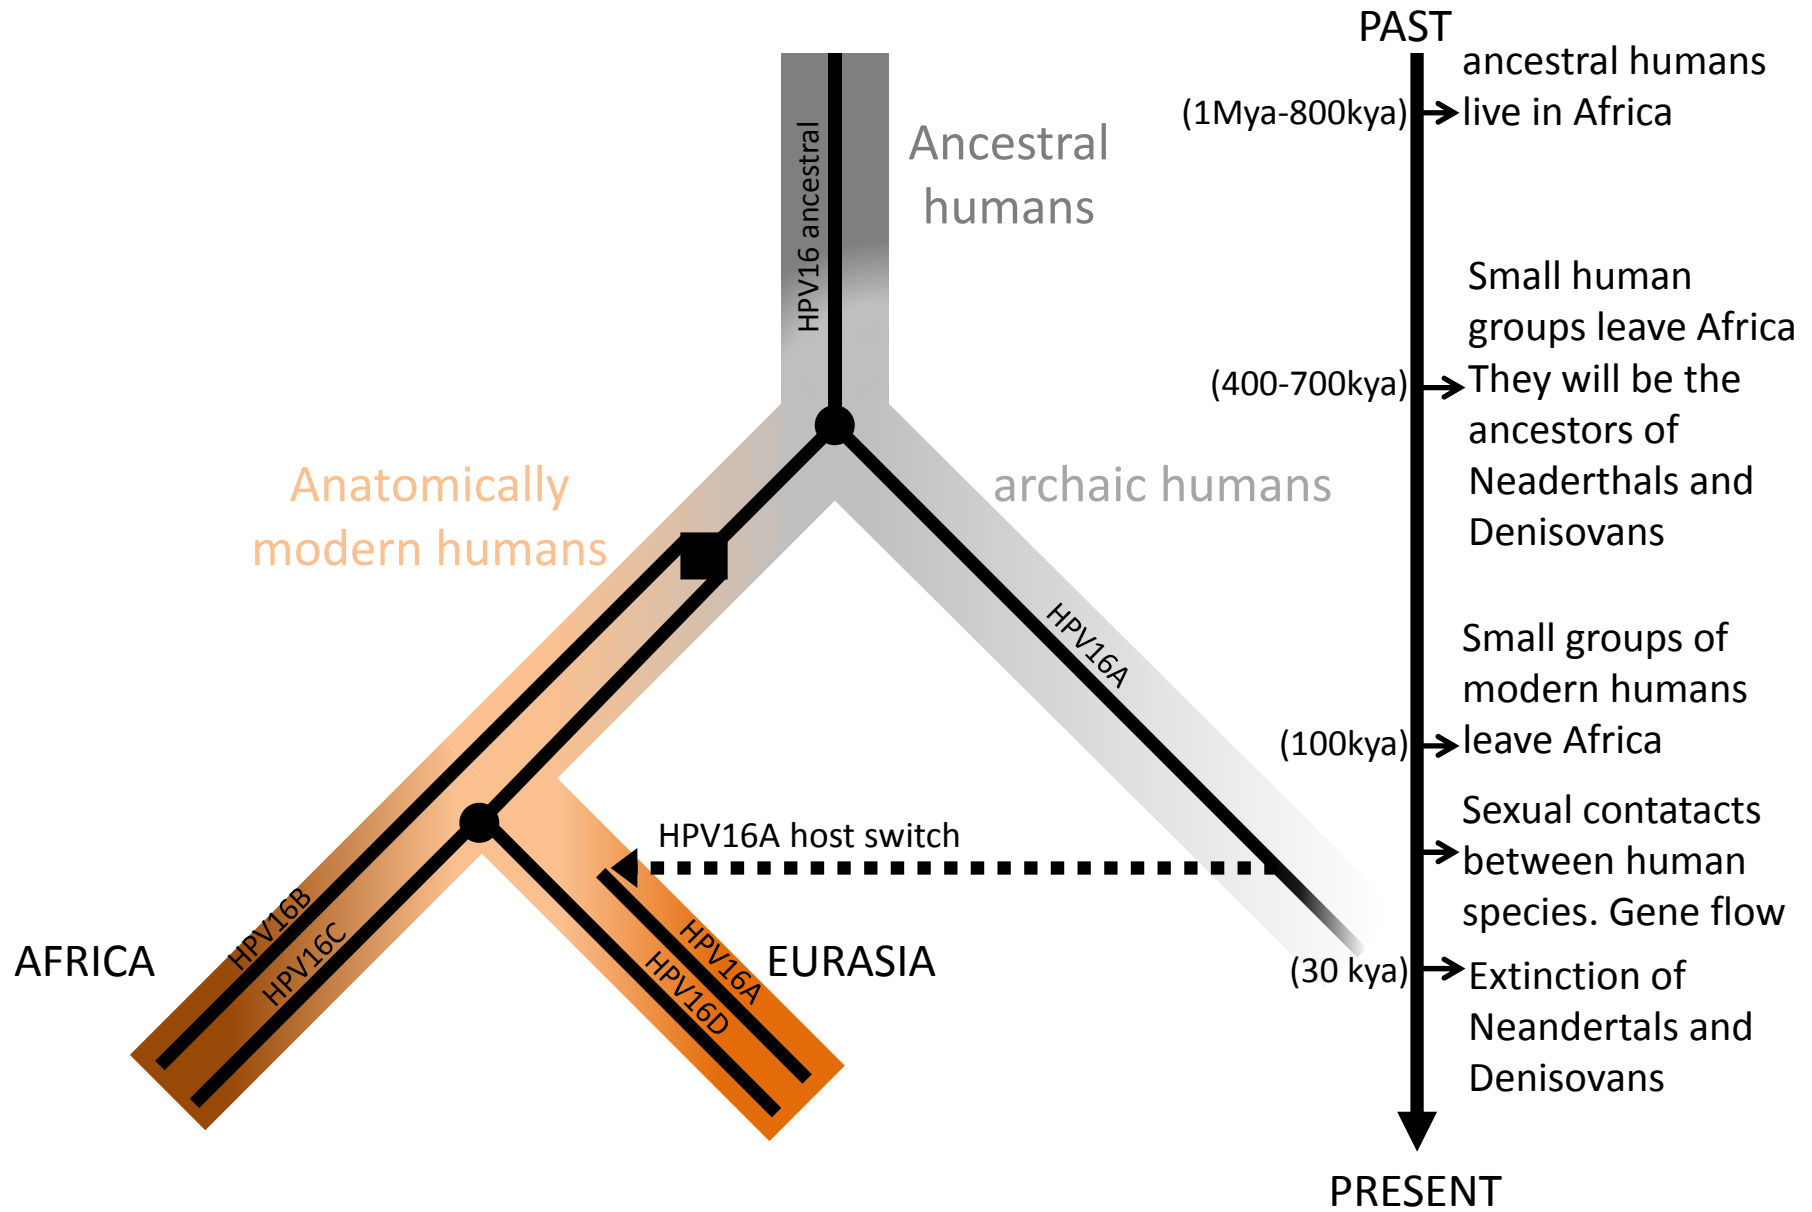 PAST
ancestral humans
live in Africa
(1Mya-800kya)
Ancestral
humans
HPV16 ancestral
Small human
groups leave Africa
They will be the
ancestors of
Neaderthals and
Denisovans
(400-700kya)
Anatomically
modern humans
archaic humans
HPV16A
Small groups of
modern humans
leave Africa
(100kya)
Sexual contatacts
between human
species. Gene flow
HPV16A host switch
HPV16B
HPV16C
HPV16A
HPV16D
AFRICA
EURASIA
(30 kya)
Extinction of
Neandertals and
Denisovans
PRESENT